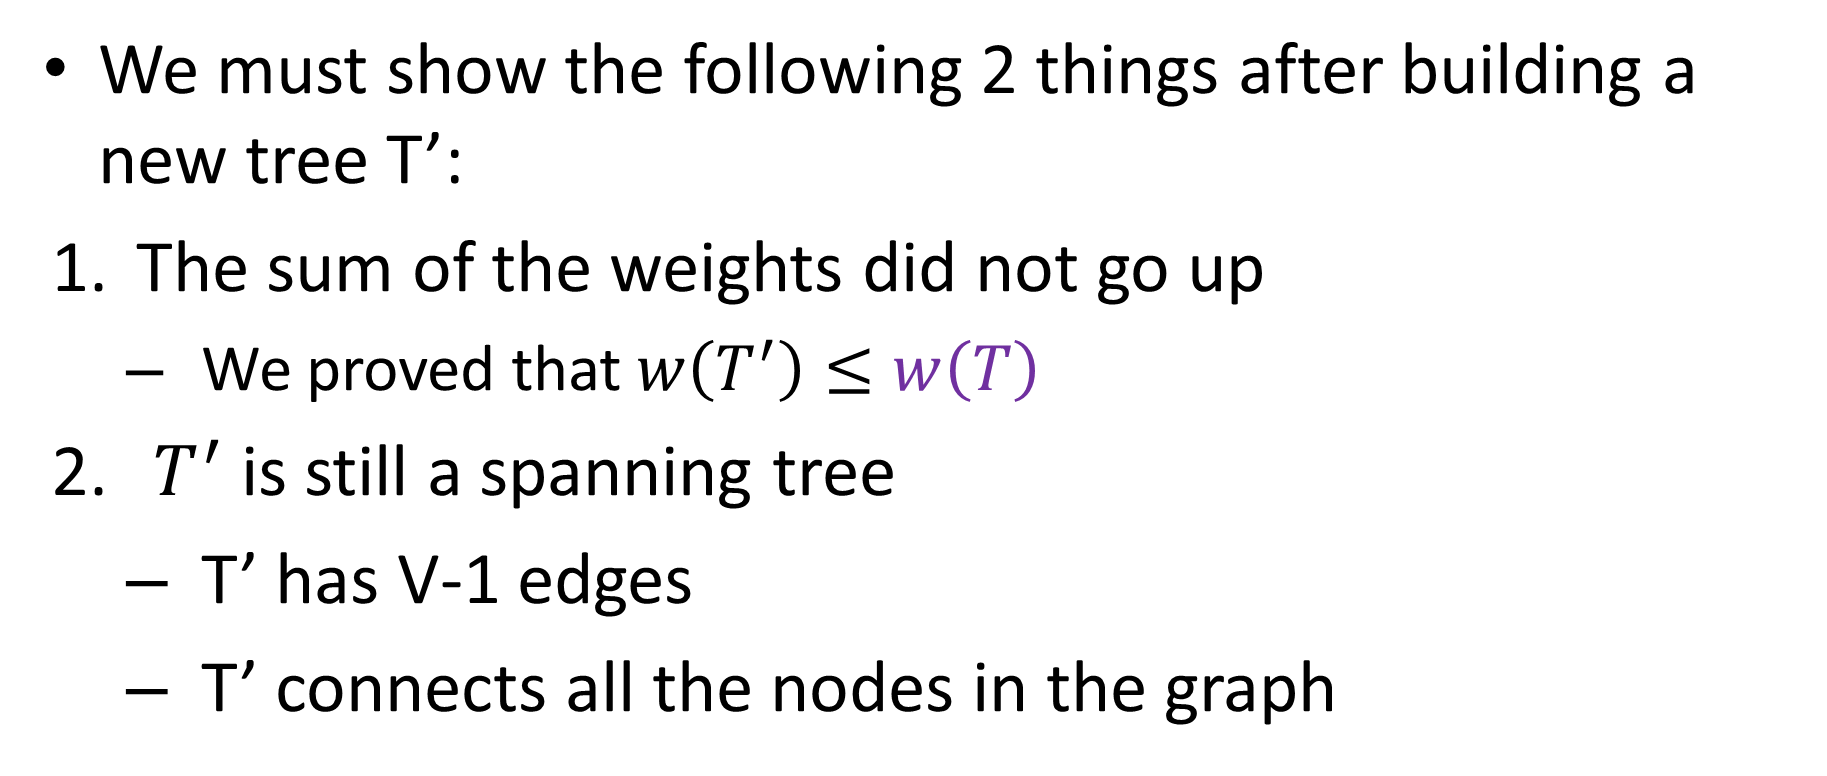 • We must show the following 2 things after building a
new tree T’:
1. The sum of the weights did not go up
– We proved that w(T′) ≤ w(T)
2. T′ is still a spanning tree
– T’ has V-1 edges
– T’ connects all the nodes in the graph